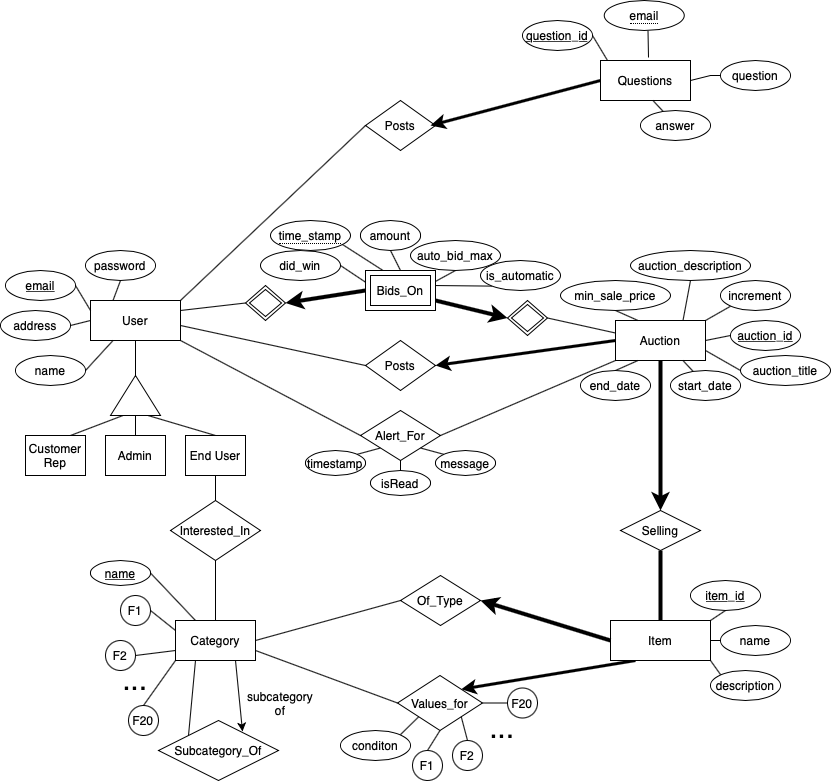 email
question_id
Questions
question
answer
Posts
time_stamp
amount
auto_bid_max
did_win
is_automatic
Bids_On
password
email
address
User
name
auction_description
min_sale_price
increment
auction_id
Auction
auction_title
end_date
start_date
Posts
Alert_For
timestamp
message
isRead
Customer
Rep
Admin
End User
Interested_In
Selling
name
F1
Category
F2
...
F20
subcategory
of
Subcategory_Of
Of_Type
item_id
Item
name
description
Values_for
F20
conditon
...
F1
F2